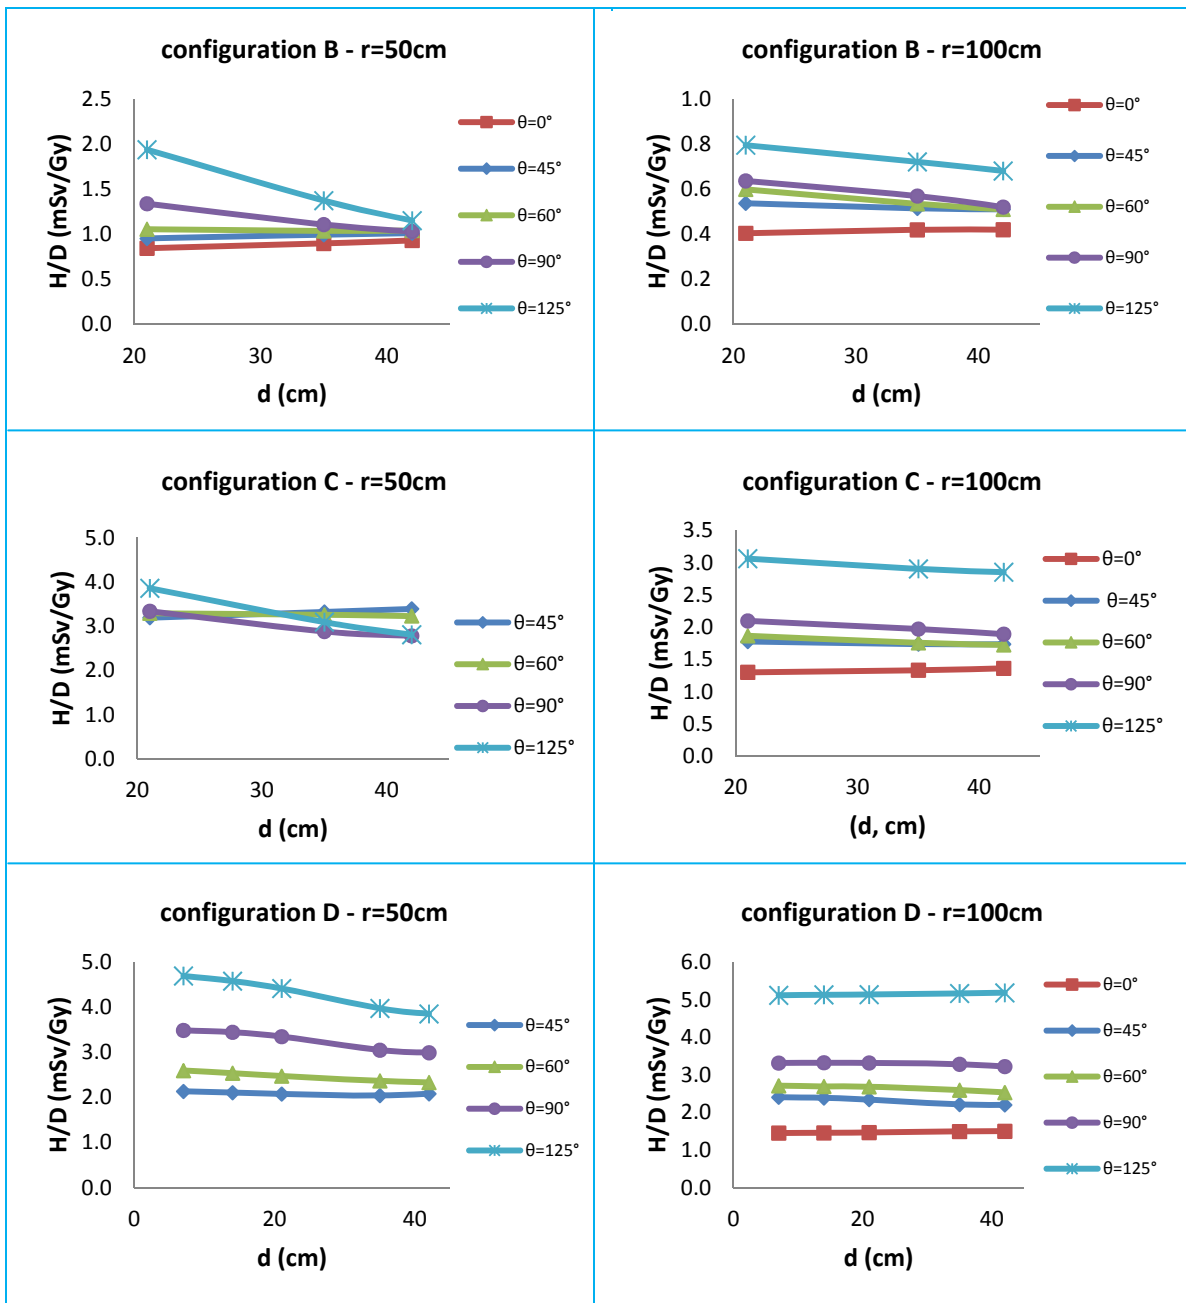 configuration B - r=50cm
H/D (mSv/Gy)
2.5
2.0
1.5
1.0
0.5
0.0
20 30 40
d (cm)
θ=0°
θ=45°
θ=60°
θ=90°
θ=125°
configuration B - r=100cm
H/D (mSv/Gy)
1.0
0.8
0.6
0.4
0.2
0.0
20 30 40
d (cm)
θ=0°
θ=45°
θ=60°
θ=90°
θ=125°
configuration C - r=50cm
H/D (mSv/Gy)
5.0
4.0
3.0
2.0
1.0
0.0
20 30 40
d (cm)
θ=45°
θ=60°
θ=90°
θ=125°
configuration C - r=100cm
H/D (mSv/Gy)
3.5
3.0
2.5
2.0
1.5
1.0
0.5
0.0
20 30 40
(d, cm)
θ=0°
θ=45°
θ=60°
θ=90°
θ=125°
configuration D - r=50cm
H/D (mSv/Gy)
5.0
4.0
3.0
2.0
1.0
0.0
0 20 40
d (cm)
θ=45°
θ=60°
θ=90°
θ=125°
configuration D - r=100cm
H/D (mSv/Gy)
6.0
5.0
4.0
3.0
2.0
1.0
0.0
0 20 40
d (cm)
θ=0°
θ=45°
θ=60°
θ=90°
θ=125°